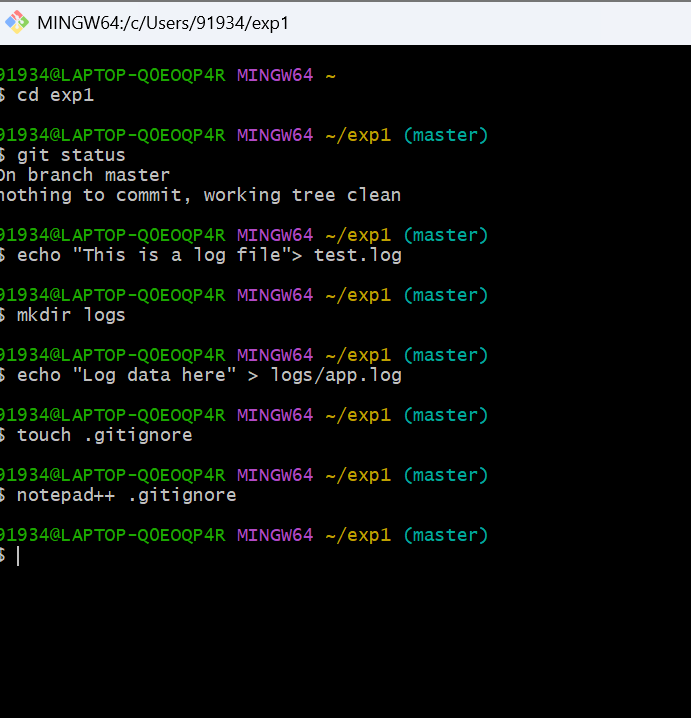 MINGW64:/c/Users/91934/exp1
91934@LAPTOP-Q0EOQP4R MINGW64 ~
$ cd exp1
91934@LAPTOP-Q0EOQP4R MINGW64 ~/exp1 (master)
$ git status
On branch master
nothing to commit, working tree clean
91934@LAPTOP-Q0EOQP4R MINGW64 ~/exp1 (master)
$ echo "This is a log file"> test.log
91934@LAPTOP-Q0EOQP4R MINGW64 ~/exp1 (master)
$ mkdir logs
91934@LAPTOP-Q0EOQP4R MINGW64 ~/exp1 (master)
$ echo "Log data here" > logs/app.log
91934@LAPTOP-Q0EOQP4R MINGW64 ~/exp1 (master)
$ touch .gitignore
91934@LAPTOP-Q0EOQP4R MINGW64 ~/exp1 (master)
$ notepad++ .gitignore
91934@LAPTOP-Q0EOQP4R MINGW64 ~/exp1 (master)
$